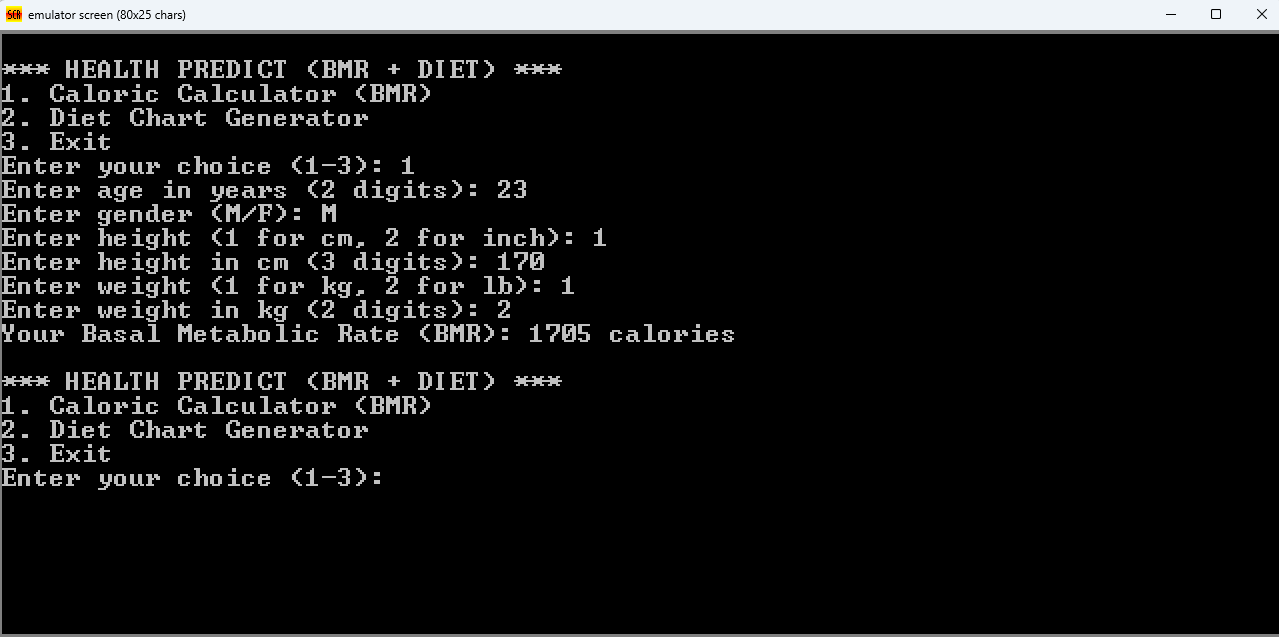 SCR emulator screen (80x25 chars)
*** HEALTH PREDICT (BMR + DIET) ***
1. Caloric Calculator (BMR)
2. Diet Chart Generator
3. Exit
Enter your choice (1-3): 1
Enter age in years (2 digits): 23
Enter gender (M/F): M
Enter height (1 for cm, 2 for inch): 1
Enter height in cm (3 digits): 170
Enter weight (1 for kg, 2 for lb): 1
Enter weight in kg (2 digits): 2
Your Basal Metabolic Rate (BMR): 1705 calories
*** HEALTH PREDICT (BMR + DIET) ***
1. Caloric Calculator (BMR)
2. Diet Chart Generator
3. Exit
Enter your choice (1-3):